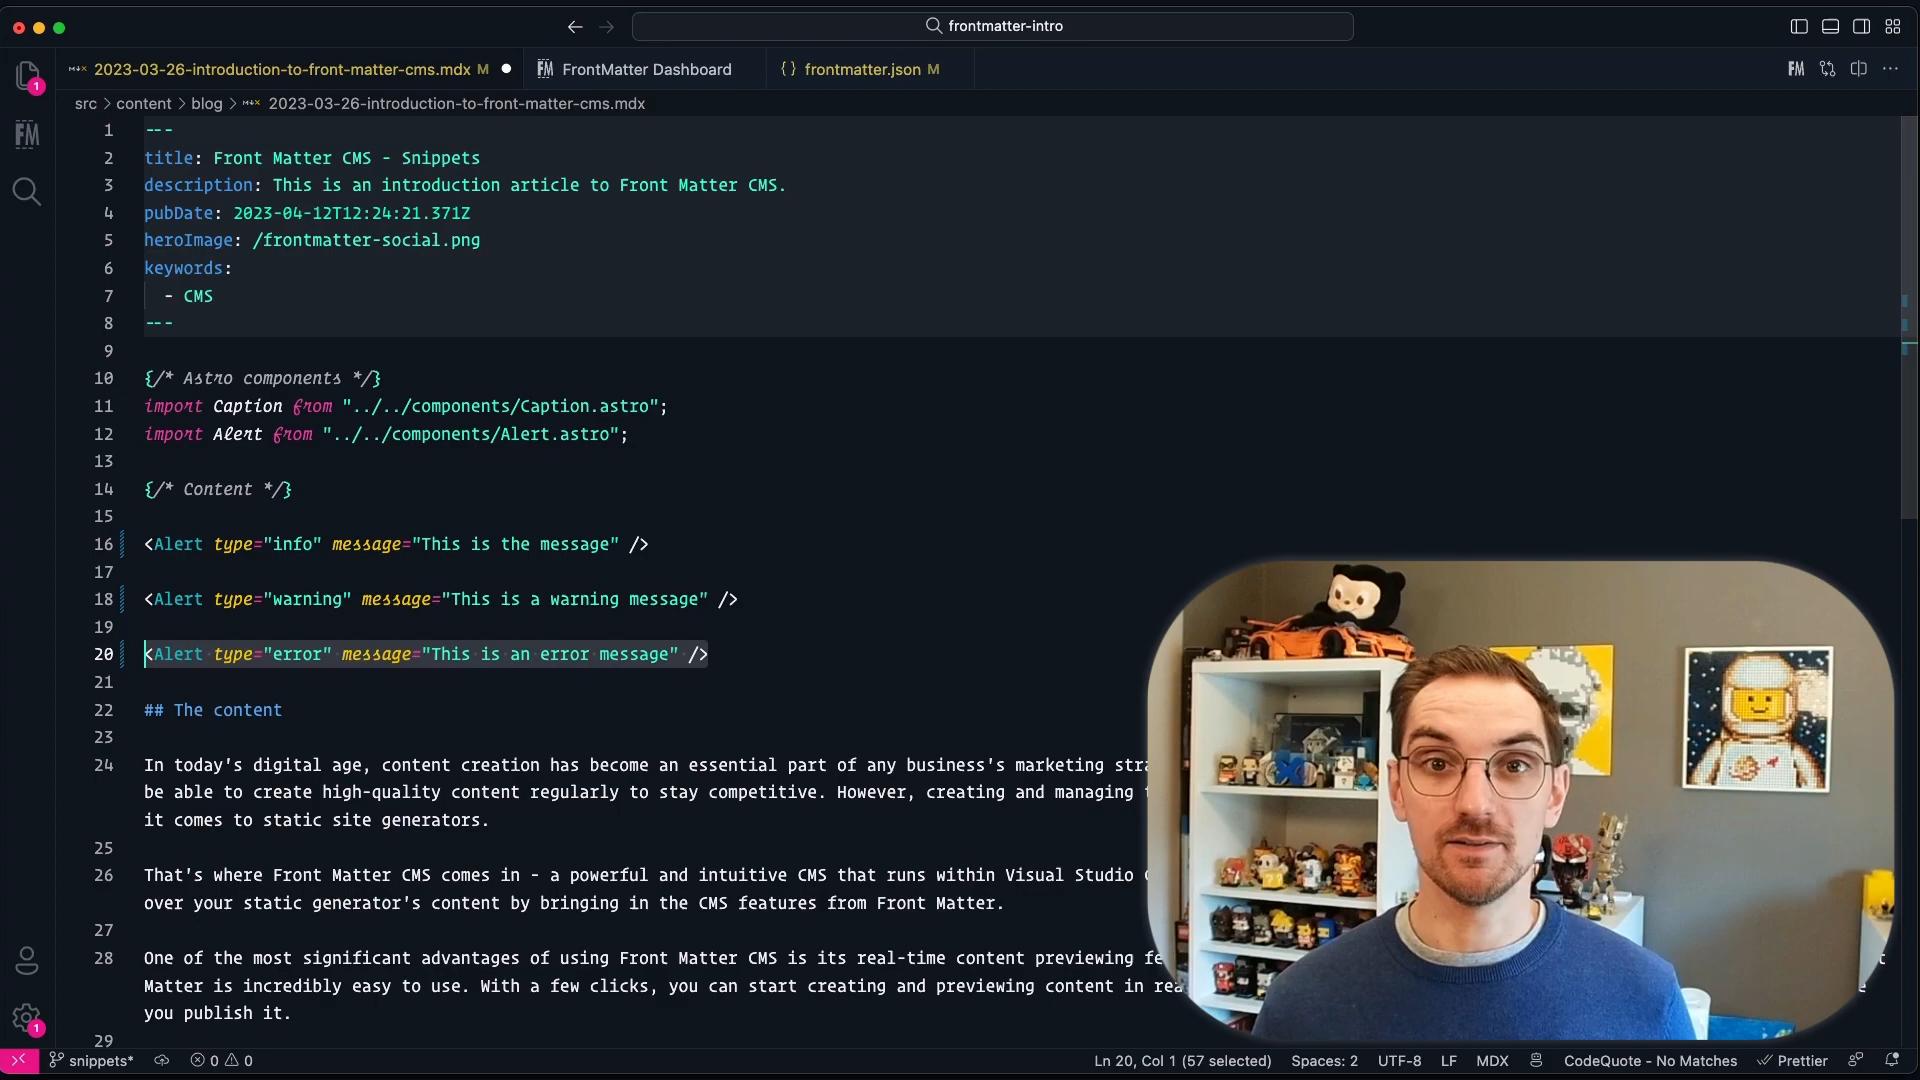 frontmatter-intro
2023-03-26-introduction-to-front-matter-cms.mdx M
FM FrontMatter Dashboard
{} frontmatter.json M
FM
1
src > content > blog > 2023-03-26-introduction-to-front-matter-cms.mdx
FM
1 ---
2 title: Front Matter CMS - Snippets
3 description: This is an introduction article to Front Matter CMS.
4 pubDate: 2023-04-12T12:24:21.371Z
5 heroImage: /frontmatter-social.png
6 keywords:
7 - CMS
8 ---
9
10 {/* Astro components */}
11 import Caption from "../../components/Caption.astro";
12 import Alert from "../../components/Alert.astro";
13
14 {/* Content */}
15
16 <Alert type="info" message="This is the message" />
17
18 <Alert type="warning" message="This is a warning message" />
19
20 <Alert type="error" message="This is an error message" />
21
22 ## The content
23
24 In today's digital age, content creation has become an essential part of any business's marketing
be able to create high-quality content regularly to stay competitive. However, creating and managing
it comes to static site generators.
25
26 That's where Front Matter CMS comes in - a powerful and intuitive CMS that runs within Visual Studio
over your static generator's content by bringing in the CMS features from Front Matter.
27
28 One of the most significant advantages of using Front Matter CMS is its real-time content previewing
Matter is incredibly easy to use. With a few clicks, you can start creating and previewing content in
you publish it.
29
1
snippets* 0 0 Ln 20, Col 1 (57 selected) Spaces: 2 UTF-8 LF MDX CodeQuote - No Matches Prettier